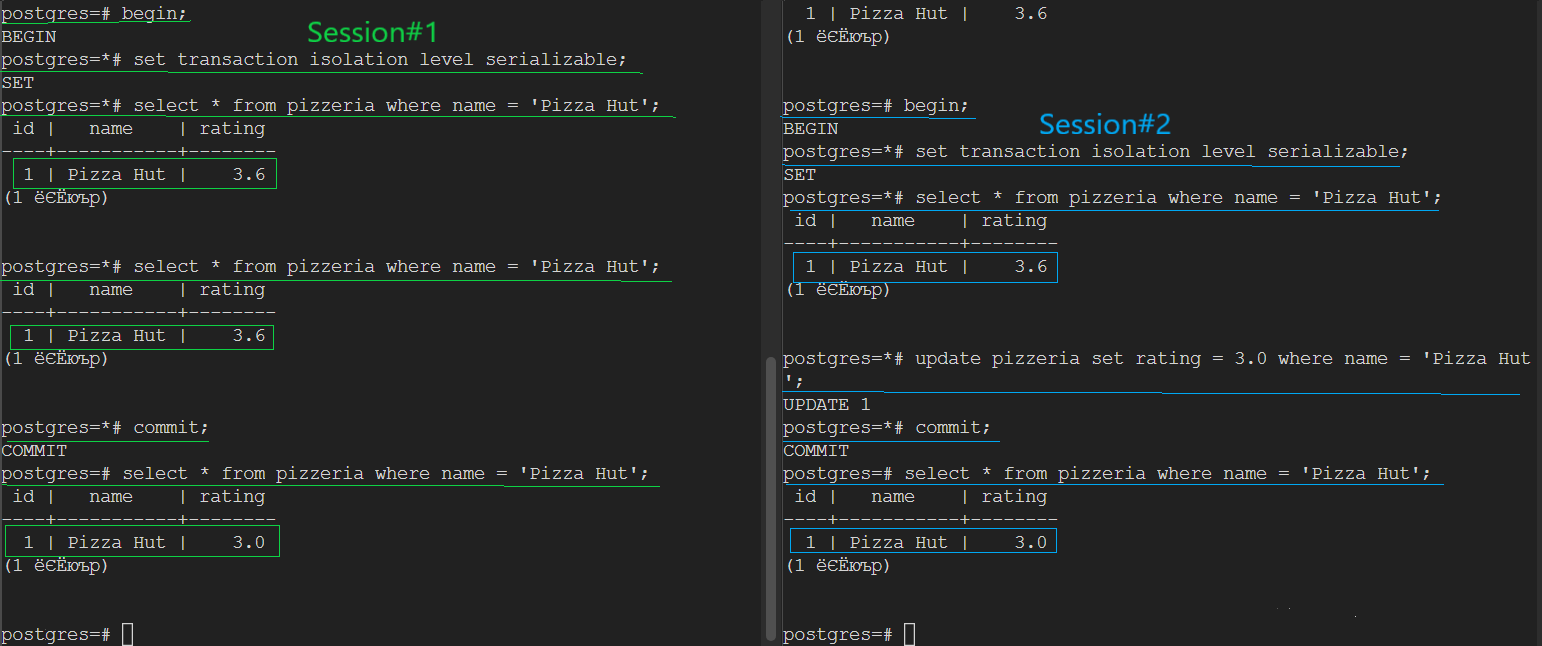 postgres=# begin;
Session#1
BEGIN
postgres=*# set transaction isolation level serializable;
SET
postgres=*# select * from pizzeria where name = 'Pizza Hut';
 id |   name    | rating
----+-----------+--------
  1 | Pizza Hut |    3.6
(1 ёЄЁюър)
postgres=*# select * from pizzeria where name = 'Pizza Hut';
 id |   name    | rating
----+-----------+--------
  1 | Pizza Hut |    3.6
(1 ёЄЁюър)
postgres=*# commit;
COMMIT
postgres=# select * from pizzeria where name = 'Pizza Hut';
 id |   name    | rating
----+-----------+--------
  1 | Pizza Hut |    3.0
(1 ёЄЁюър)
postgres=#
  1 | Pizza Hut |    3.6
(1 ёЄЁюър)
postgres=# begin;
Session#2
BEGIN
postgres=*# set transaction isolation level serializable;
SET
postgres=*# select * from pizzeria where name = 'Pizza Hut';
 id |   name    | rating
----+-----------+--------
  1 | Pizza Hut |    3.6
(1 ёЄЁюър)
postgres=*# update pizzeria set rating = 3.0 where name = 'Pizza Hut
';
UPDATE 1
postgres=*# commit;
COMMIT
postgres=# select * from pizzeria where name = 'Pizza Hut';
 id |   name    | rating
----+-----------+--------
  1 | Pizza Hut |    3.0
(1 ёЄЁюър)
postgres=#